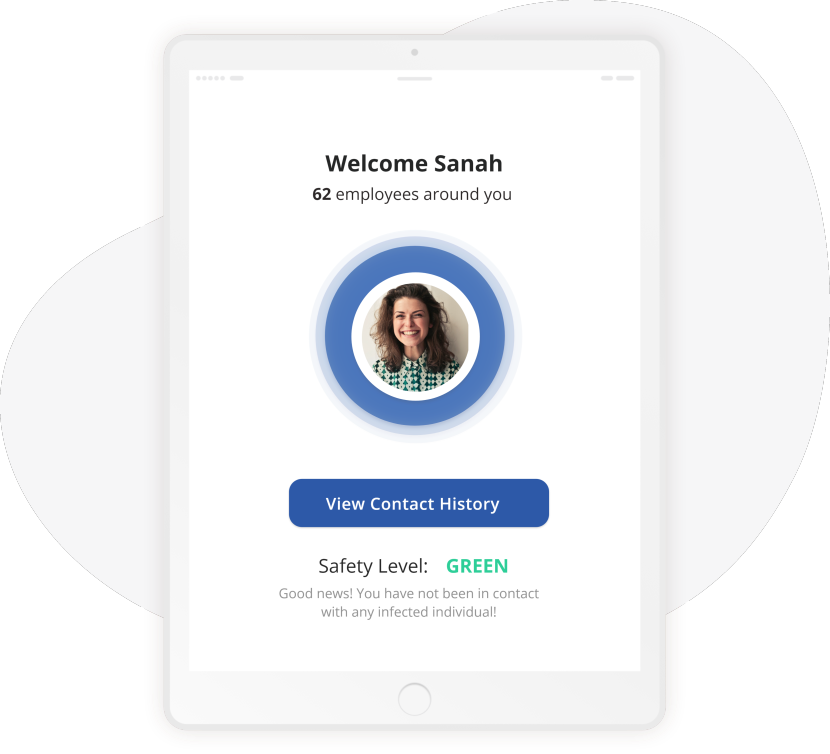 Welcome Sanah
62 employees around you
View Contact History
Safety Level: GREEN
Good news! You have not been in contact
with any infected individual!